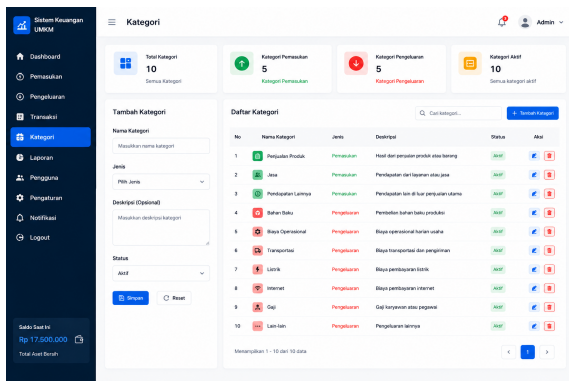 Sistem Keuangan
UMKM
Dashboard
Pemasukan
Pengeluaran
Transaksi
Kategori
Laporan
Pengguna
Pengaturan
Notifikasi
Logout
Saldo Saat Ini
Rp 17.500.000
Total Aset Bersih
Kategori
Admin
Total Kategori
10
Semua Kategori
Kategori Pemasukan
5
Kategori Pemasukan
Kategori Pengeluaran
5
Kategori Pengeluaran
Kategori Aktif
10
Semua kategori aktif
Tambah Kategori
Nama Kategori
Masukkan nama kategori
Jenis
Pilih Jenis
Deskripsi (Opsional)
Masukkan deskripsi kategori
Status
Aktif
Simpan
Reset
Daftar Kategori
Cari kategori...
+ Tambah Kategori
No Nama Kategori Jenis Deskripsi Status Aksi
1 Penjualan Produk Pemasukan Hasil dari penjualan produk atau barang Aktif
2 Jasa Pemasukan Pendapatan dari layanan atau jasa Aktif
3 Pendapatan Lainnya Pemasukan Pendapatan lain di luar penjualan utama Aktif
4 Bahan Baku Pengeluaran Pembelian bahan baku produksi Aktif
5 Biaya Operasional Pengeluaran Biaya operasional harian usaha Aktif
6 Transportasi Pengeluaran Biaya transportasi dan pengiriman Aktif
7 Listrik Pengeluaran Biaya pembayaran listrik Aktif
8 Internet Pengeluaran Biaya pembayaran internet Aktif
9 Gaji Pengeluaran Gaji karyawan atau pegawai Aktif
10 Lain-lain Pengeluaran Pengeluaran lainnya Aktif
Menampilkan 1 - 10 dari 10 data
‹ 1 ›